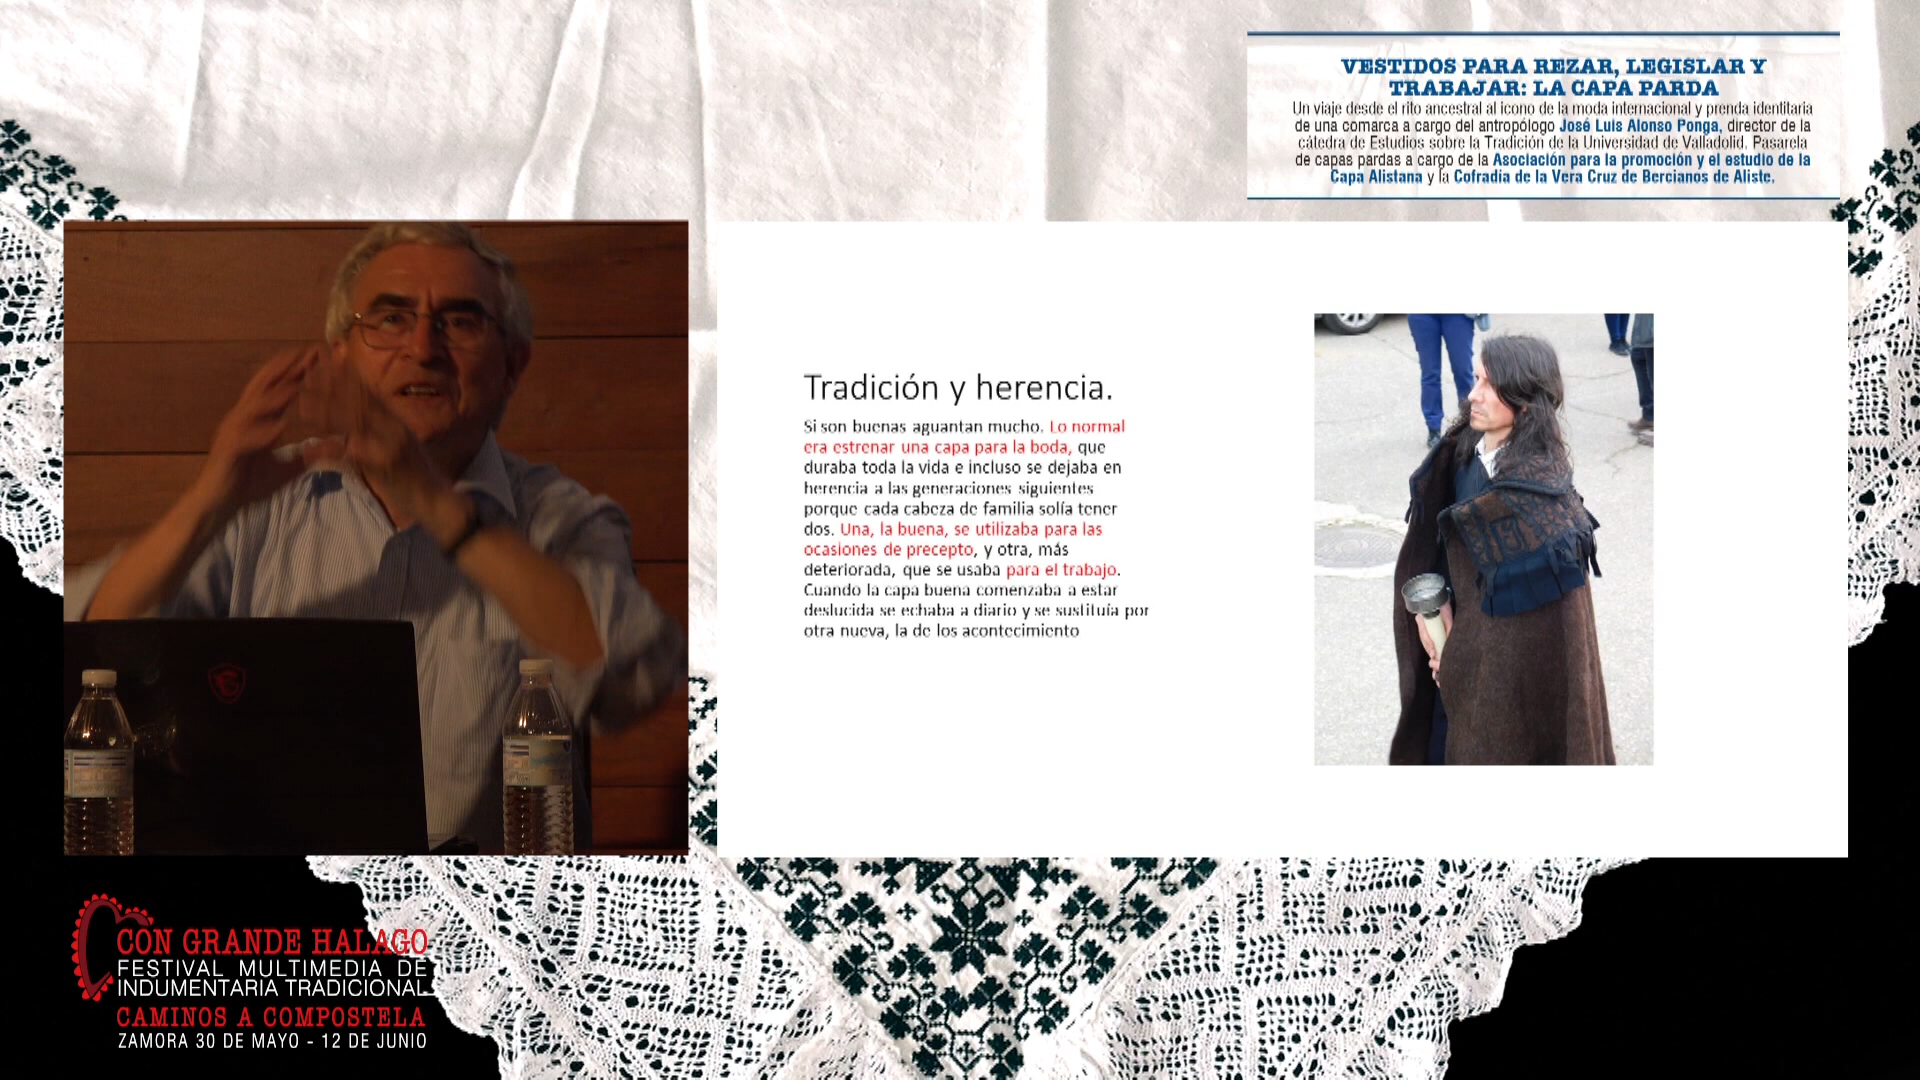 VESTIDOS PARA REZAR, LEGISLAR Y
TRABAJAR: LA CAPA PARDA
Un viaje desde el rito ancestral al icono de la moda internacional y prenda identitaria
de una comarca a cargo del antropólogo José Luis Alonso Ponga, director de la
cátedra de Estudios sobre la Tradición de la Universidad de Valladolid. Pasarela
de capas pardas a cargo de la Asociación para la promoción y el estudio de la
Capa Alistana y la Cofradía de la Vera Cruz de Bercianos de Aliste.
Tradición y herencia.
Si son buenas aguantan mucho. Lo normal
era estrenar una capa para la boda, que
duraba toda la vida e incluso se dejaba en
herencia a las generaciones siguientes
porque cada cabeza de familia solía tener
dos. Una, la buena, se utilizaba para las
ocasiones de precepto, y otra, más
deteriorada, que se usaba para el trabajo.
Cuando la capa buena comenzaba a estar
deslucida se echaba a diario y se sustituía por
otra nueva, la de los acontecimiento
CON GRANDE HALAGO
FESTIVAL MULTIMEDIA DE
INDUMENTARIA TRADICIONAL
CAMINOS A COMPOSTELA
ZAMORA 30 DE MAYO - 12 DE JUNIO